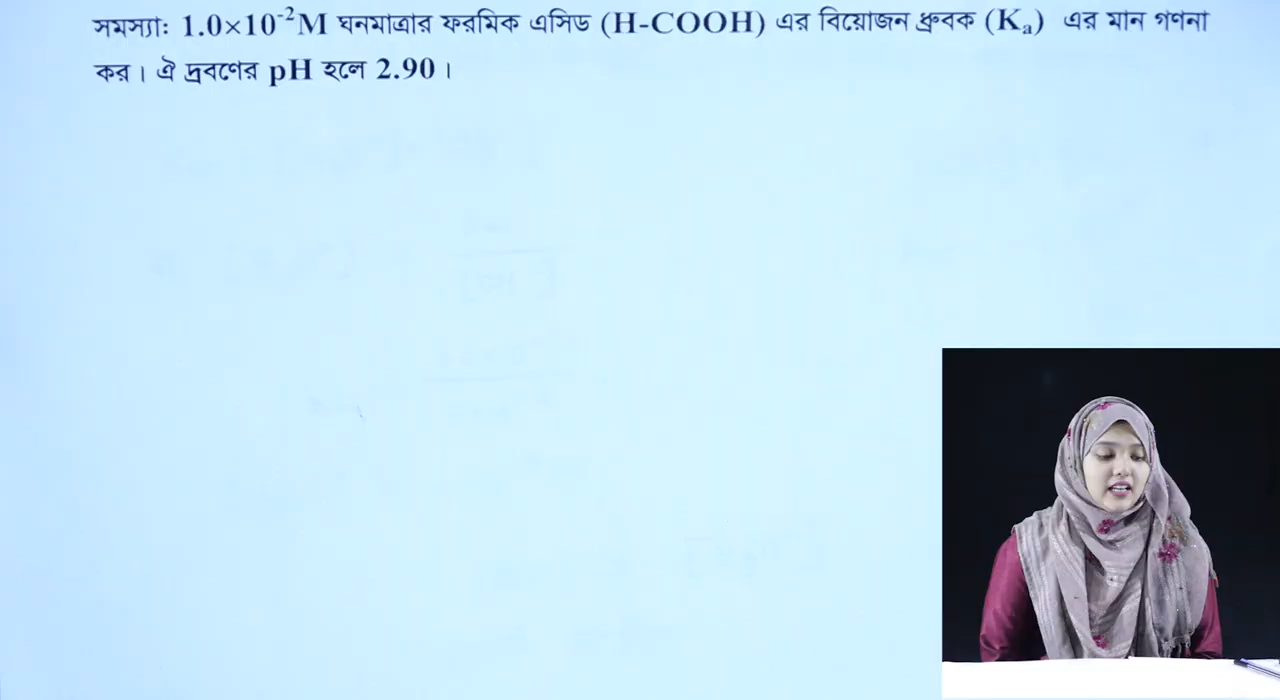 সমস্যাঃ 1.0×10⁻²M ঘনমাত্রার ফরমিক এসিড (H-COOH) এর বিয়োজন ধ্রুবক (Kₐ) এর মান গণনা
কর। ঐ দ্রবণের pH হলে 2.90।